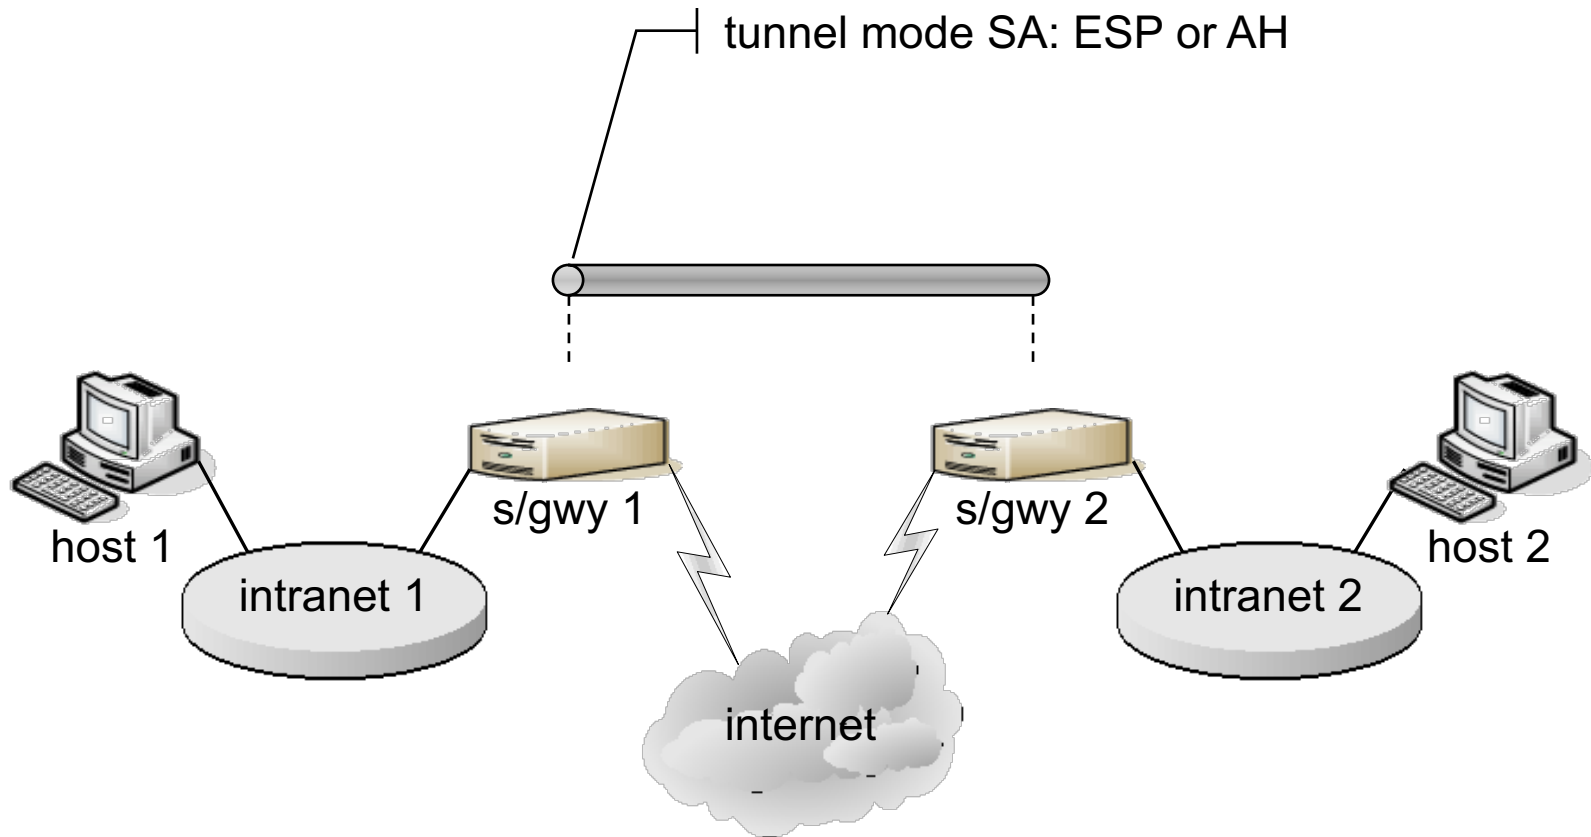 tunnel mode SA: ESP or AH
s/gwy 1
s/gwy 2
host 1
host 2
intranet 1
intranet 2
internet